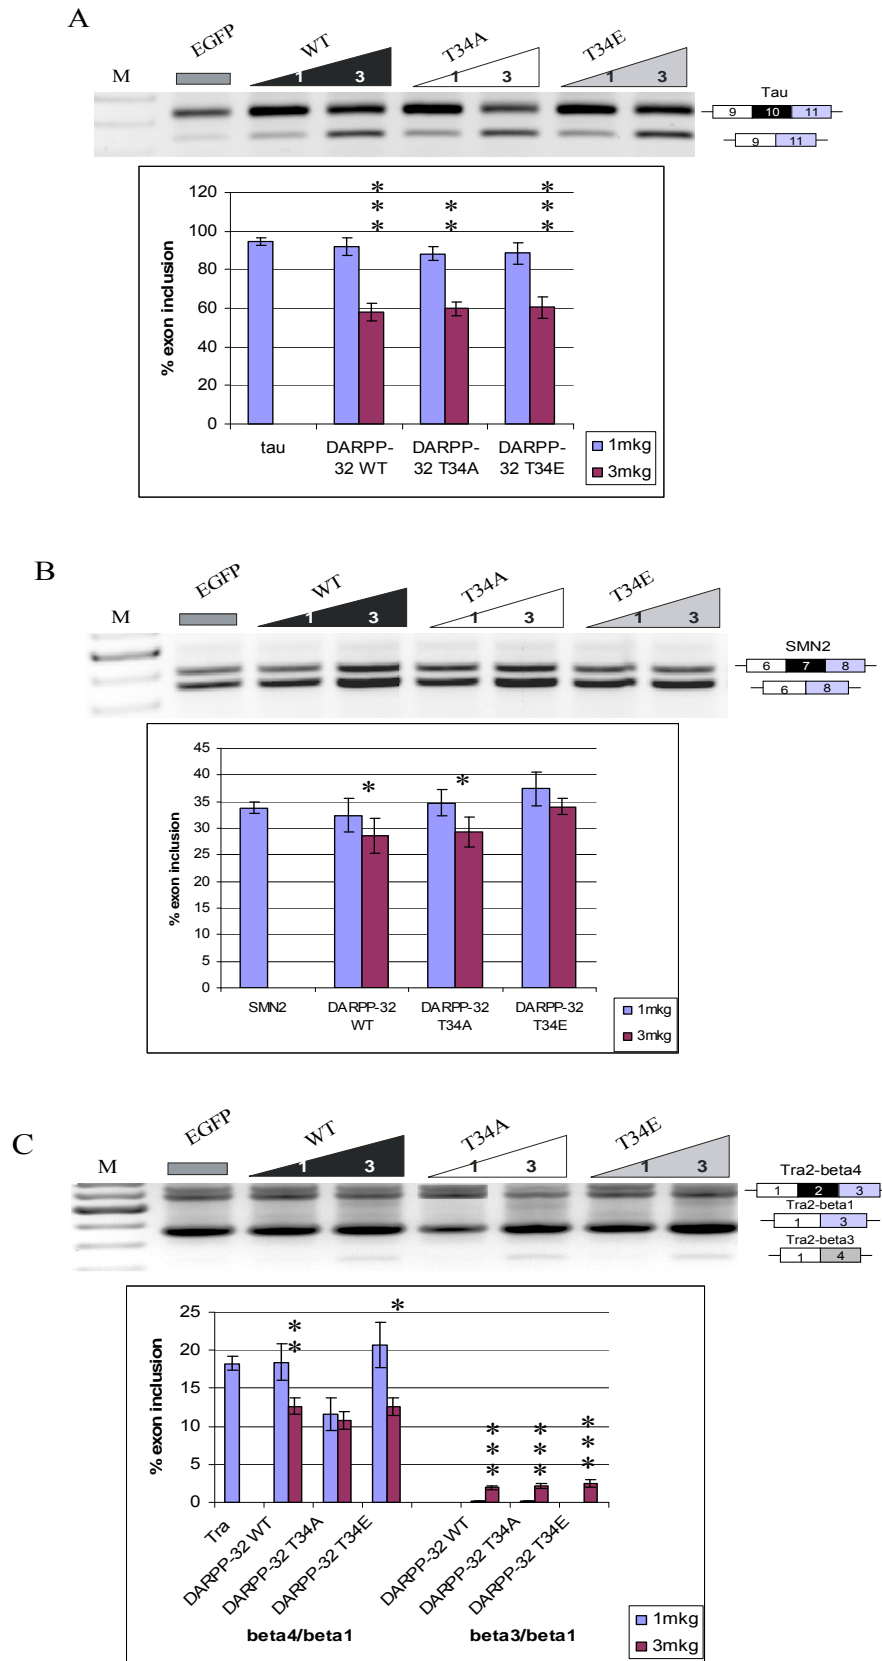 A
M EGFP WT T34A T34E
1 3 1 3 1 3
Tau
9 10 11
9 11
% exon inclusion
120
100
80
60
40
20
0
*** ** ***
tau DARPP-32 WT DARPP-32 T34A DARPP-32 T34E
1mkg
3mkg
B
M EGFP WT T34A T34E
1 3 1 3 1 3
SMN2
6 7 8
6 8
% exon inclusion
45
40
35
30
25
20
15
10
5
0
* *
SMN2 DARPP-32 WT DARPP-32 T34A DARPP-32 T34E
1mkg
3mkg
C
M EGFP WT T34A T34E
1 3 1 3 1 3
Tra2-beta4
1 2 3
Tra2-beta1
1 3
Tra2-beta3
1 4
% exon inclusion
25
20
15
10
5
0
** * *** *** ***
Tra DARPP-32 WT DARPP-32 T34A DARPP-32 T34E DARPP-32 WT DARPP-32 T34A DARPP-32 T34E
beta4/beta1 beta3/beta1
1mkg
3mkg